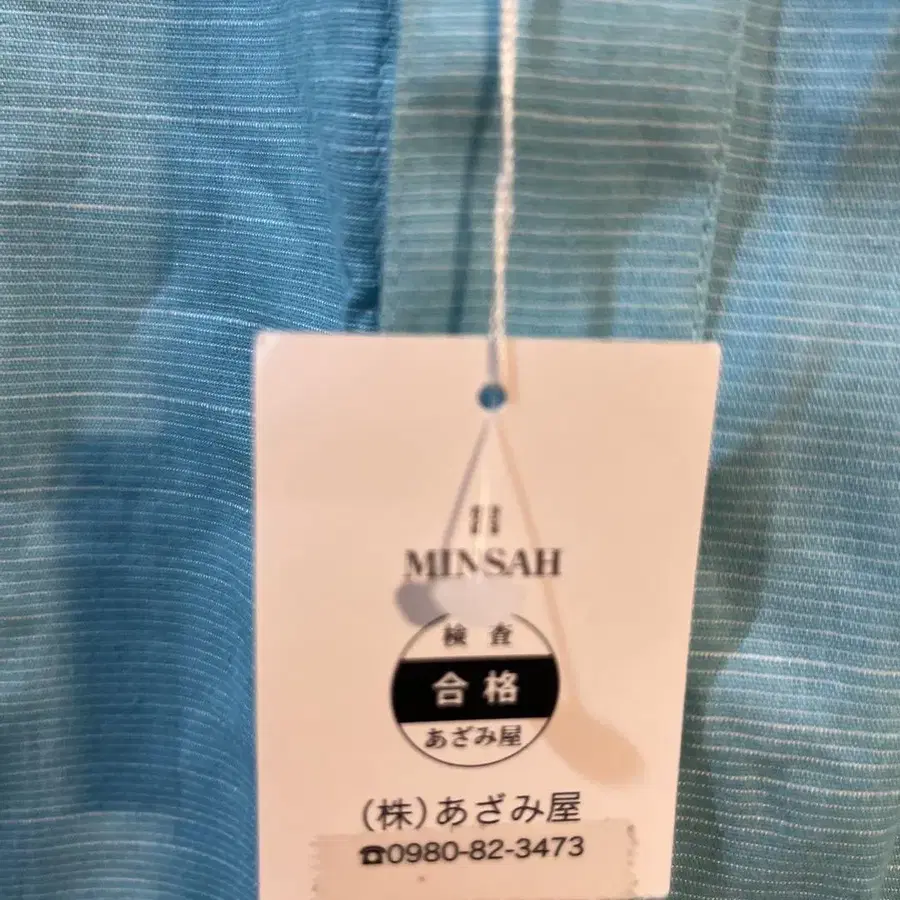 MINSAH
検査
合格
あざみ屋
(株)あざみ屋
☎0980-82-3473